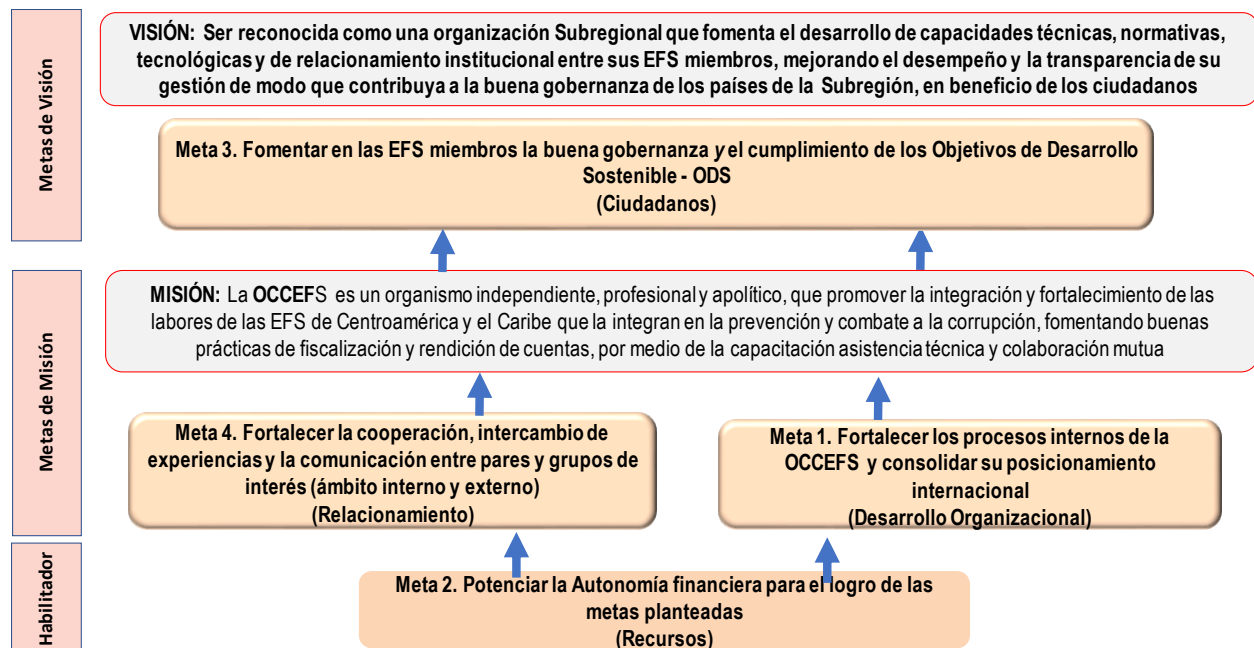 Metas de Visión
VISIÓN: Ser reconocida como una organización Subregional que fomenta el desarrollo de capacidades técnicas, normativas,
tecnológicas y de relacionamiento institucional entre sus EFS miembros, mejorando el desempeño y la transparencia de su
gestión de modo que contribuya a la buena gobernanza de los países de la Subregión, en beneficio de los ciudadanos
Meta 3. Fomentar en las EFS miembros la buena gobernanza y el cumplimiento de los Objetivos de Desarrollo
Sostenible - ODS
(Ciudadanos)
Metas de Misión
MISIÓN: La OCCEFS es un organismo independiente, profesional y apolítico, que promover la integración y fortalecimiento de las
labores de las EFS de Centroamérica y el Caribe que la integran en la prevención y combate a la corrupción, fomentando buenas
prácticas de fiscalización y rendición de cuentas, por medio de la capacitación asistencia técnica y colaboración mutua
Meta 4. Fortalecer la cooperación, intercambio de
experiencias y la comunicación entre pares y grupos de
interés (ámbito interno y externo)
(Relacionamiento)
Meta 1. Fortalecer los procesos internos de la
OCCEFS y consolidar su posicionamiento
internacional
(Desarrollo Organizacional)
Habilitador
Meta 2. Potenciar la Autonomía financiera para el logro de las
metas planteadas
(Recursos)